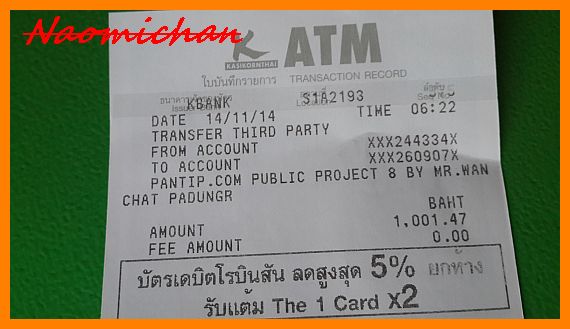 Naomichan
KASIKORNTHAI
ATM
ใบบันทึกรายการ TRANSACTION RECORD
KBANK S1A2193
DATE 14/11/14 TIME 06:22
TRANSFER THIRD PARTY
FROM ACCOUNT XXX244334X
TO ACCOUNT XXX260907X
PANTIP.COM PUBLIC PROJECT 8 BY MR.WAN
CHAT PADUNGR
BAHT
AMOUNT 1,001.47
FEE AMOUNT 0.00
บัตรเดบิตโรบินสัน ลดสูงสุด 5% ยกห้าง
รับแต้ม The 1 Card X2